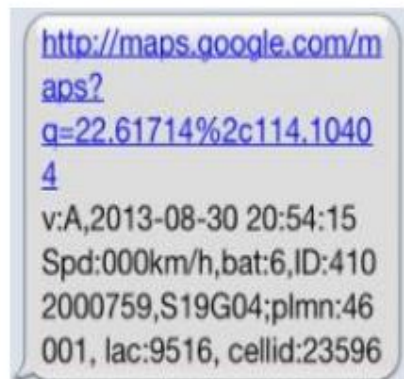 http://maps.google.com/m
aps?
q=22.61714%2c114.1040
4
v:A,2013-08-30 20:54:15
Spd:000km/h,bat:6,ID:410
2000759,S19G04;plmn:46
001, lac:9516, cellid:23596